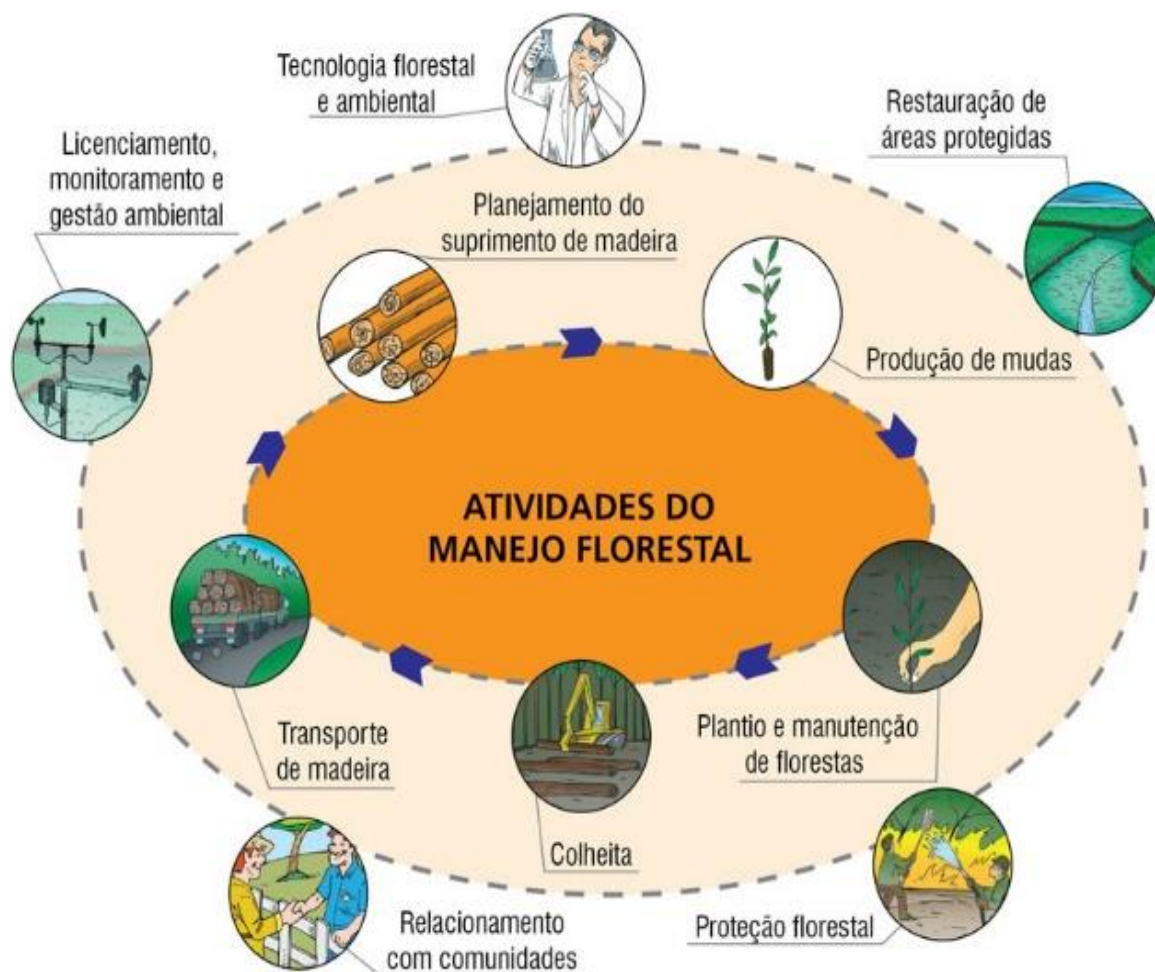 Tecnologia florestal
e ambiental
Restauração de
áreas protegidas
Licenciamento,
monitoramento e
gestão ambiental
Planejamento do
suprimento de madeira
Produção de mudas
ATIVIDADES DO
MANEJO FLORESTAL
Transporte
de madeira
Plantio e manutenção
de florestas
Colheita
Relacionamento
com comunidades
Proteção florestal